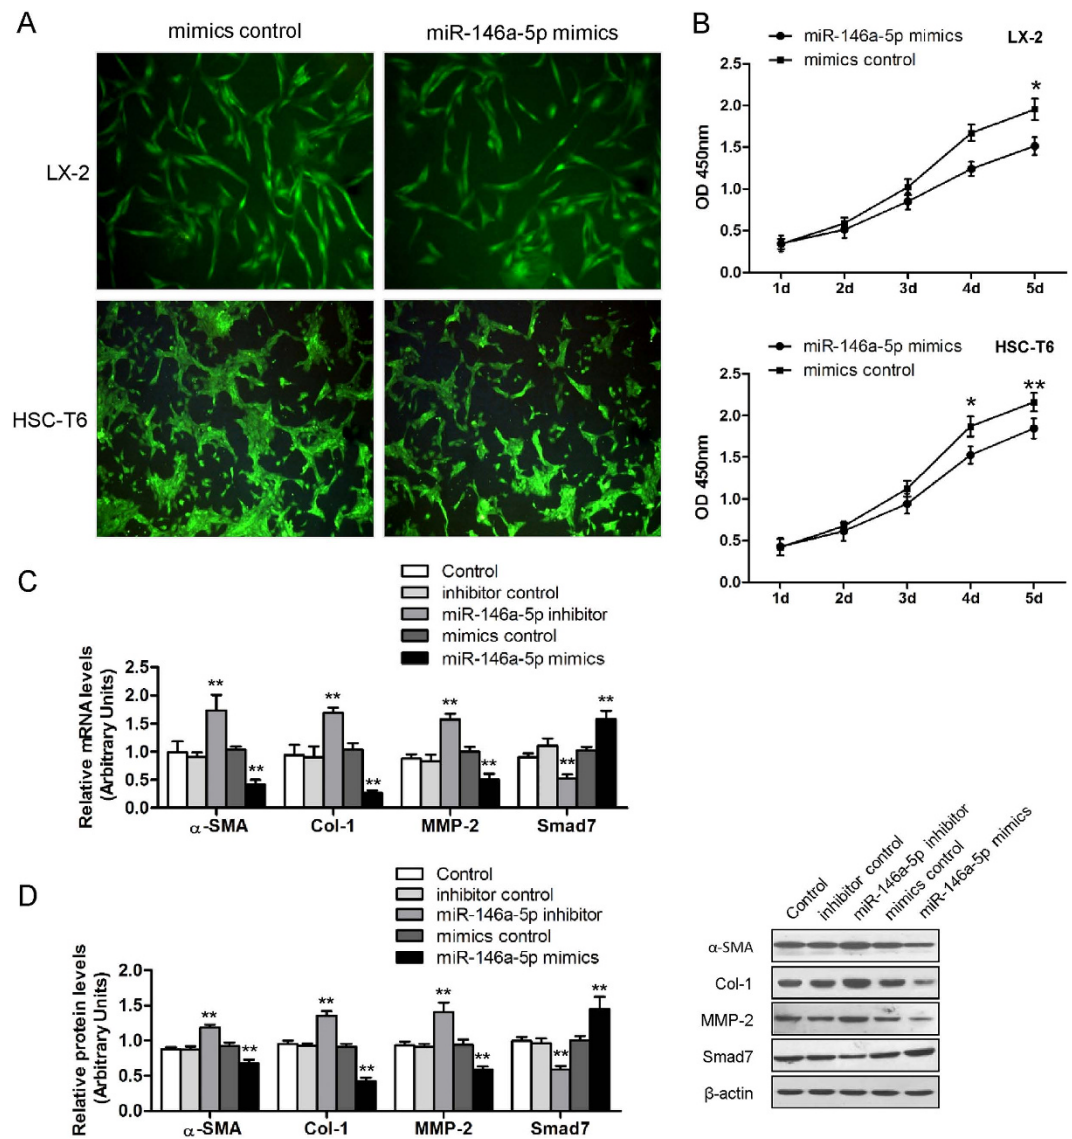 A
mimics control
miR-146a-5p mimics
LX-2
HSC-T6
B
miR-146a-5p mimics
mimics control
LX-2
OD 450nm
2.5
2.0
1.5
1.0
0.5
0.0
*
1d 2d 3d 4d 5d
miR-146a-5p mimics
mimics control
HSC-T6
OD 450nm
2.5
2.0
1.5
1.0
0.5
0.0
* **
1d 2d 3d 4d 5d
C
Control
inhibitor control
miR-146a-5p inhibitor
mimics control
miR-146a-5p mimics
Relative mRNA levels
(Arbitrary Units)
2.5
2.0
1.5
1.0
0.5
0.0
** ** ** ** ** ** ** **
α-SMA Col-1 MMP-2 Smad7
D
Control
inhibitor control
miR-146a-5p inhibitor
mimics control
miR-146a-5p mimics
Relative protein levels
(Arbitrary Units)
2.0
1.5
1.0
0.5
0.0
** ** ** ** ** ** ** **
α-SMA Col-1 MMP-2 Smad7
Control
inhibitor control
miR-146a-5p inhibitor
mimics control
miR-146a-5p mimics
α-SMA
Col-1
MMP-2
Smad7
β-actin